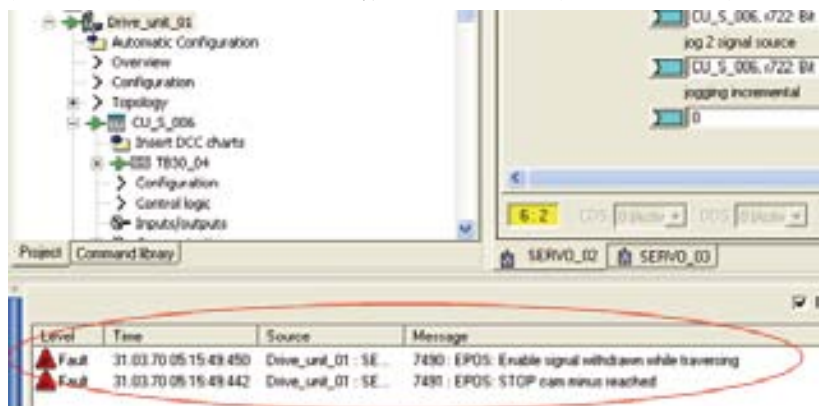 Drive_unit_01
Automatic Configuration
Overview
Configuration
Topology
CU_S_006
Insert DCC charts
TB30_04
Configuration
Control logic
Inputs/outputs
Project Command library
CU_S_006, r722: Bit
jog 2 signal source
CU_S_006, r722: Bit
jogging incremental
0
6:2 CDS DDS
SERVO_02 SERVO_03
Level Time Source Message
Fault 31.03.70 05:15:49:450 Drive_unit_01 : SE... 7490 : EPOS: Enable signal withdrawn while traversing
Fault 31.03.70 05:15:49:442 Drive_unit_01 : SE... 7491 : EPOS: STOP cam minus reached